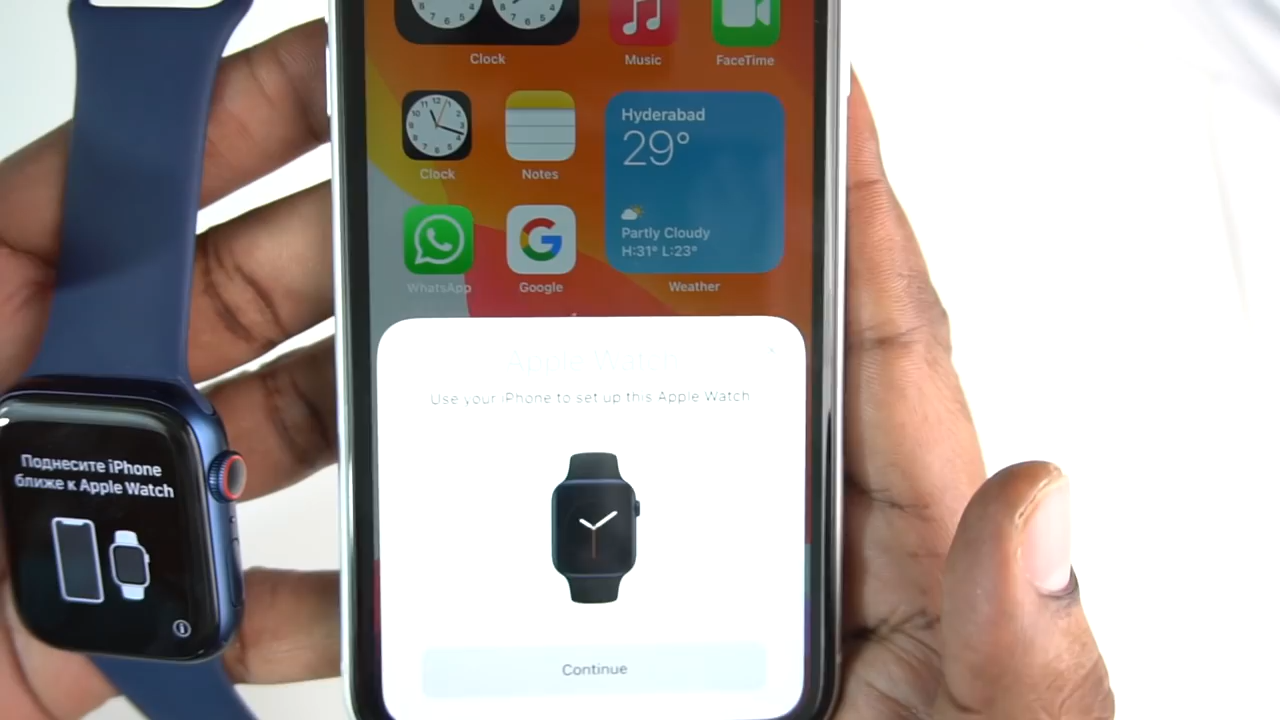 Clock
Music
FaceTime
Clock
Notes
Hyderabad
29°
Partly Cloudy
H:31° L:23°
WhatsApp
Google
Weather
Apple Watch
Use your iPhone to set up this Apple Watch
Continue
Поднесите iPhone
ближе к Apple Watch